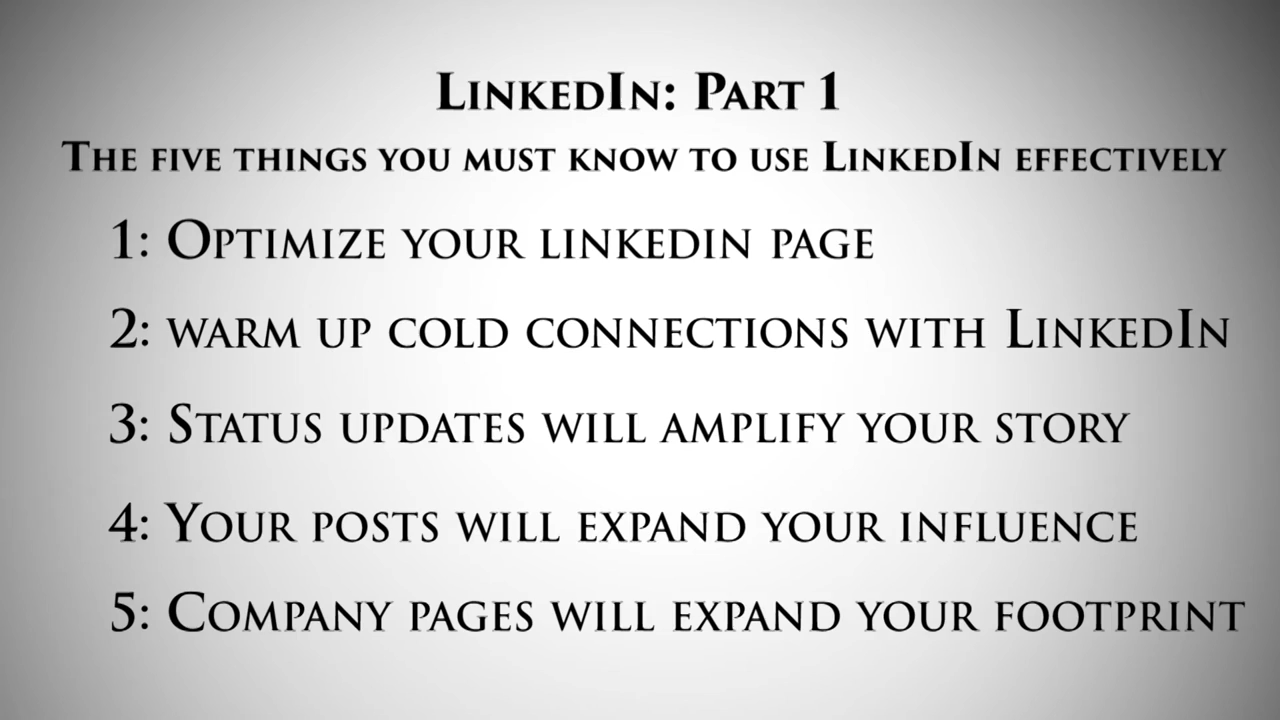 LinkedIn: Part 1
The five things you must know to use LinkedIn effectively
1: Optimize your linkedin page
2: warm up cold connections with LinkedIn
3: Status updates will amplify your story
4: Your posts will expand your influence
5: Company pages will expand your footprint